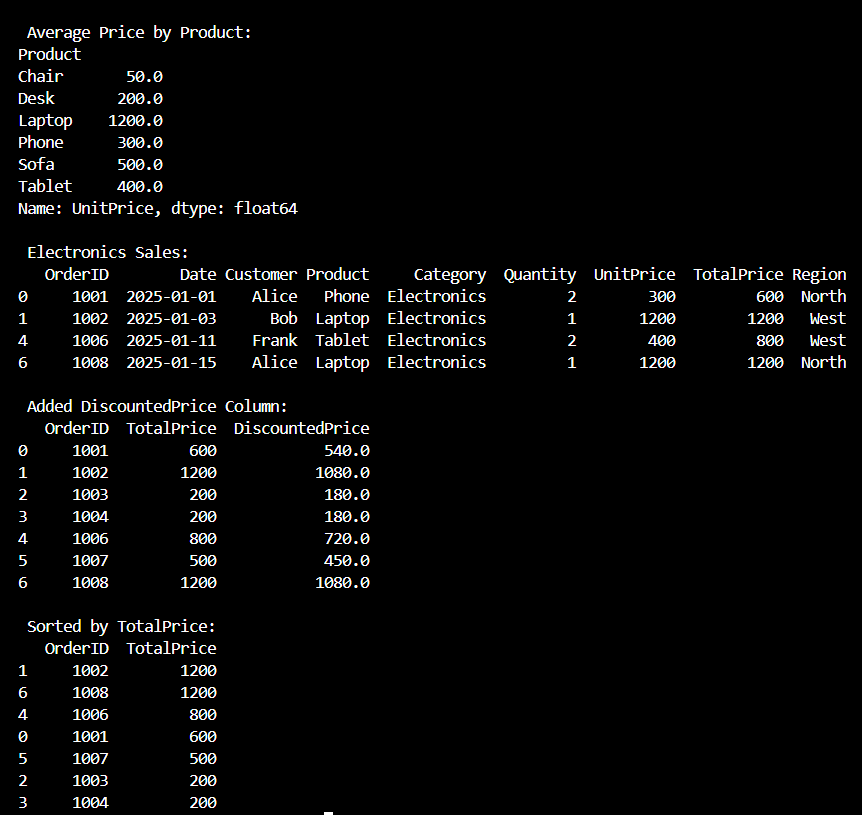 Average Price by Product:
Product
Chair       50.0
Desk       200.0
Laptop    1200.0
Phone      300.0
Sofa       500.0
Tablet     400.0
Name: UnitPrice, dtype: float64
Electronics Sales:
   OrderID        Date Customer Product     Category  Quantity  UnitPrice  TotalPrice Region
0     1001  2025-01-01    Alice   Phone  Electronics         2        300         600  North
1     1002  2025-01-03      Bob  Laptop  Electronics         1       1200        1200   West
4     1006  2025-01-11    Frank  Tablet  Electronics         2        400         800   West
6     1008  2025-01-15    Alice  Laptop  Electronics         1       1200        1200  North
Added DiscountedPrice Column:
   OrderID  TotalPrice  DiscountedPrice
0     1001         600            540.0
1     1002        1200           1080.0
2     1003         200            180.0
3     1004         200            180.0
4     1006         800            720.0
5     1007         500            450.0
6     1008        1200           1080.0
Sorted by TotalPrice:
   OrderID  TotalPrice
1     1002        1200
6     1008        1200
4     1006         800
0     1001         600
5     1007         500
2     1003         200
3     1004         200